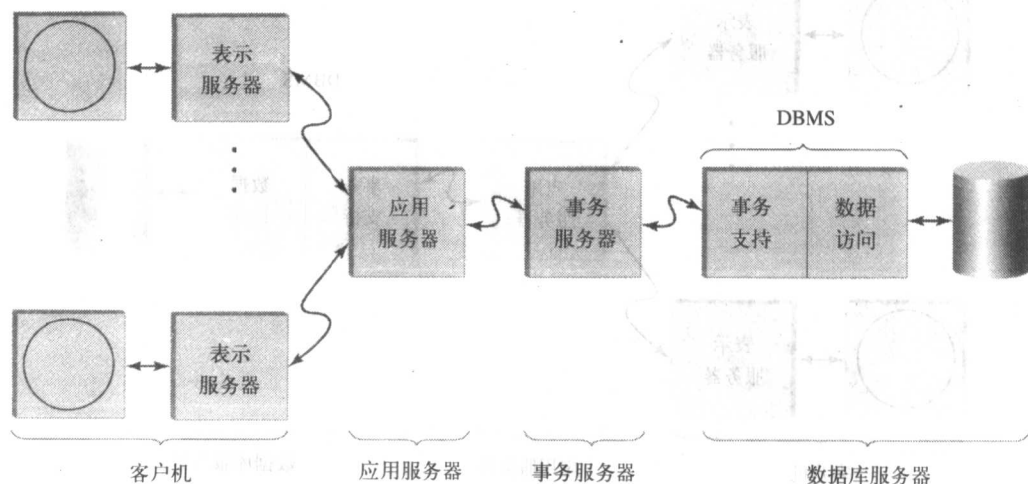 表示
服务器
DBMS
应用
服务器
事务
服务器
事务
支持
数据
访问
表示
服务器
客户机
应用服务器
事务服务器
数据库服务器